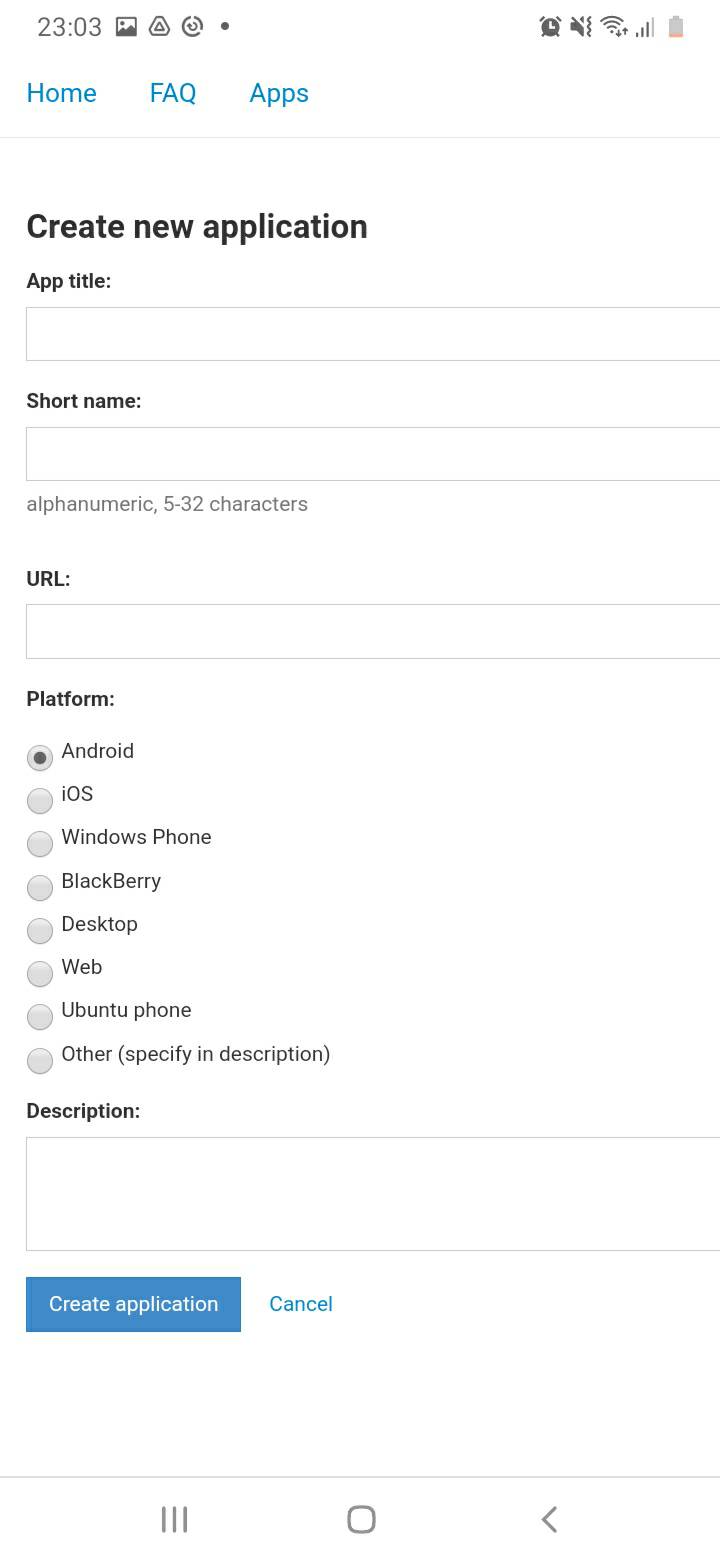 23:03
Home FAQ Apps
Create new application
App title:
Short name:
alphanumeric, 5-32 characters
URL:
Platform:
Android
iOS
Windows Phone
BlackBerry
Desktop
Web
Ubuntu phone
Other (specify in description)
Description:
Create application Cancel